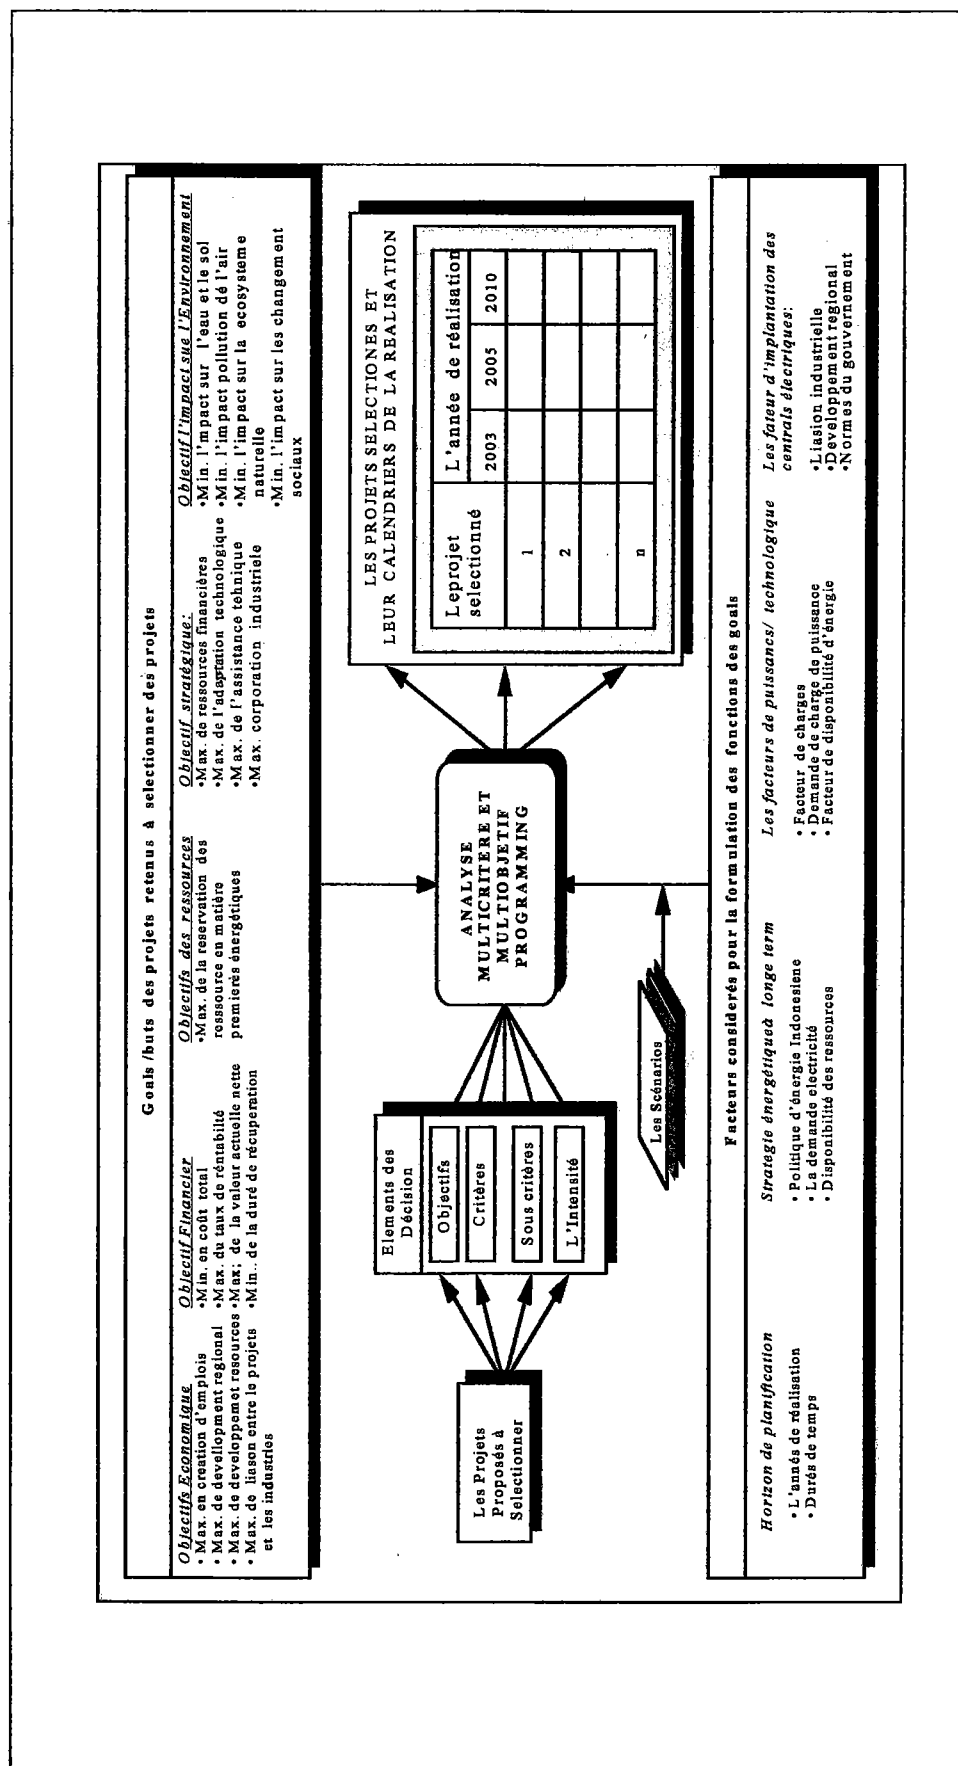 Goals /buts des projets retenus à selectionner des projets
Objectifs Economique
• Max. en creation d'emplois
• Max. de devellopment regional
• Max. de developpemet resources
• Max. de liason entre le projets
et les industries
Objectif Financier
• Min. en coût total
• Max. du taux de réntabilté
• Max; de la valeur actuelle nette
• Min.. de la duré de récuperation
Objectifs des ressources
• Max. de la reservation des
resssource en matière
premierés énergétiques
Objectif stratégique:
• Max. de ressources financières
• Max. de l'adaptation technologique
• Max. de l'assistance tehnique
• Max. corporation industriele
Objectif l'impact sue l'Environnement
• Min. l'mpact sur l'eau et le sol
• Min. l'impact pollution dé l'air
• Min. l'impact sur la ecosysteme
naturelle
• Min. l'impact sur les changement
sociaux
Les Projets
Proposés à
Selectionner
Elements des
Décision
Objectifs
Critères
Sous critères
L'Intensité
ANALYSE
MULTICRITERE ET
MULTIOBJETIF
PROGRAMMING
Les Scénarios
LES PROJETS SELECTIONES ET
LEUR CALENDRIERS DE LA REALISATION
Leprojet
selectionné
L'année de réalisation
2003 2005 2010
1
2
n
Facteurs considerés pour la formulation des fonctions des goals
Horizon de planification
• L'annés de réalisation
• Durés de temps
Strategie énergétiqueà longe term
• Politique d'énergie Indonesiene
• La demande electricité
• Disponibilité des ressources
Les facteurs de puissancs/ technologique
• Facteur de charges
• Demande de charge de puissance
• Facteur de disponibilité d'énergie
Les fateur d'implantation des
centrals électriques:
• Liasion industrielle
• Developpement regional
• Normes du gouvernement